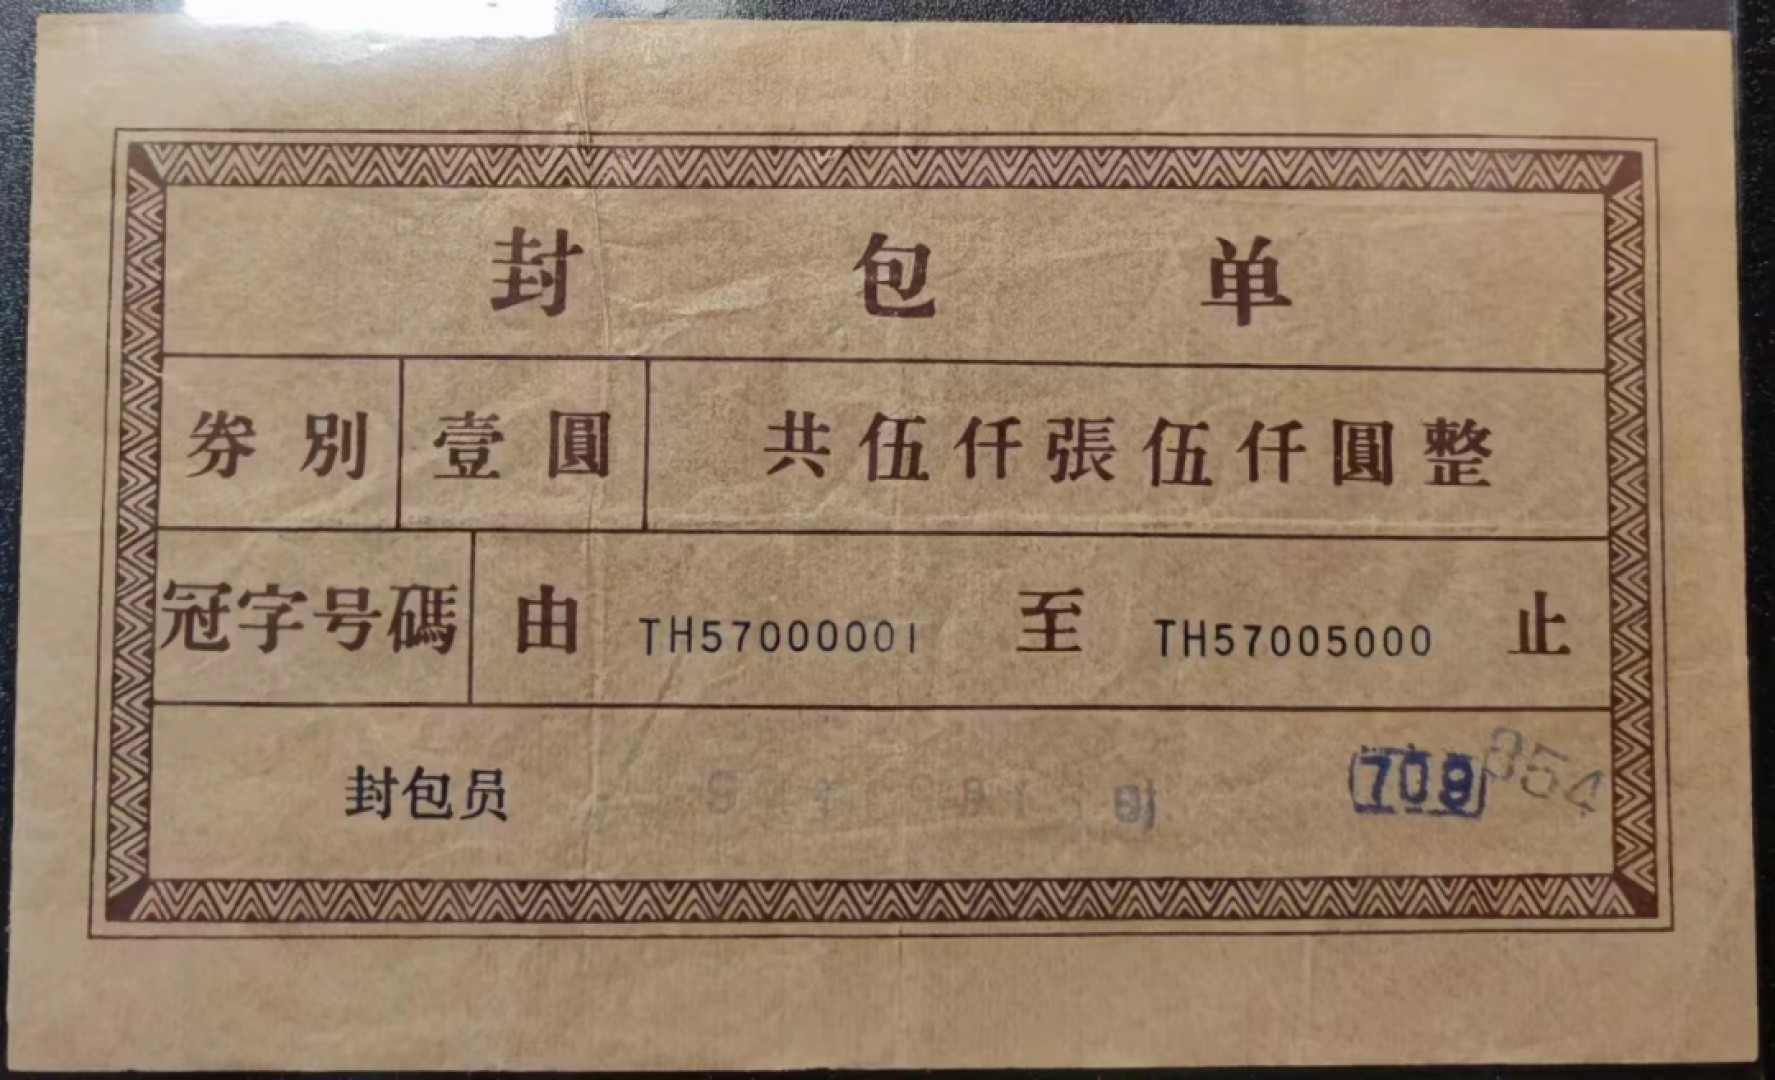 封包单
券別 壹圓 共伍仟張伍仟圓整
冠字号碼 由 TH57000001 至 TH57005000 止
封包员 709 354